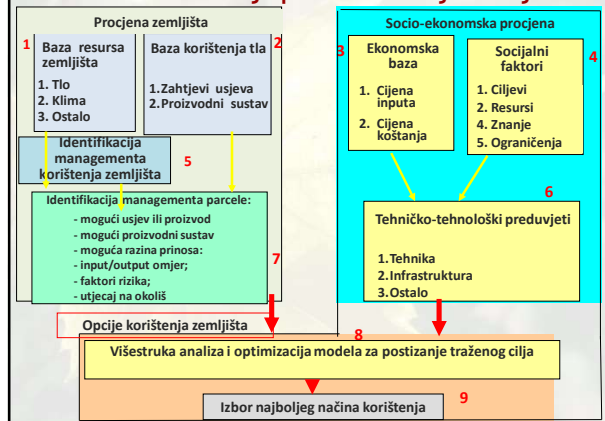 Procjena zemljišta
1
Baza resursa
zemljišta
1. Tlo
2. Klima
3. Ostalo
2
Baza korištenja tla
1.Zahtjevi usjeva
2.Proizvodni sustav
Identifikacija
managementa
korištenja zemljišta
5
Identifikacija managementa parcele:
- mogući usjev ili proizvod
- mogući proizvodni sustav
- moguća razina prinosa:
- input/output omjer;
- faktori rizika;
- utjecaj na okoliš
7
Opcije korištenja zemljišta
Socio-ekonomska procjena
3
Ekonomska
baza
1. Cijena
inputa
2. Cijena
koštanja
Socijalni
faktori
4
1. Ciljevi
2. Resursi
4. Znanje
5. Ograničenja
6
Tehničko-tehnološki preduvjeti
1.Tehnika
2.Infrastruktura
3.Ostalo
8
Višestruka analiza i optimizacija modela za postizanje traženog cilja
9
Izbor najboljeg načina korištenja